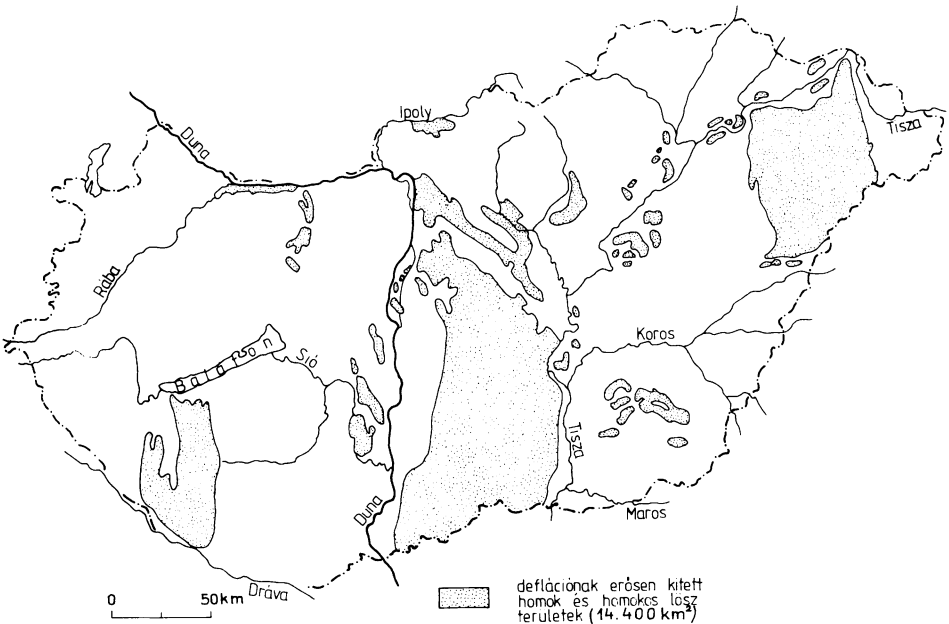 Ipoly
Duna
Tisza
Rába
Balaton
Sió
Koros
Tisza
Duna
Maros
Dráva
0 50km
deflációnak erősen kitett
homok és homokos lösz
területek (14.400 km²)